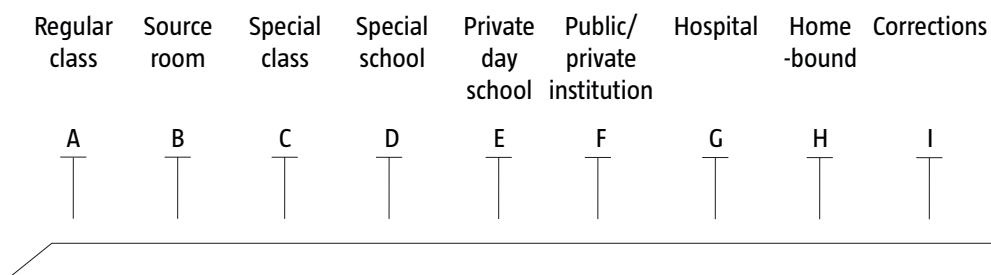 Regular class
Source room
Special class
Special school
Private day school
Public/ private institution
Hospital
Home -bound
Corrections
A B C D E F G H I